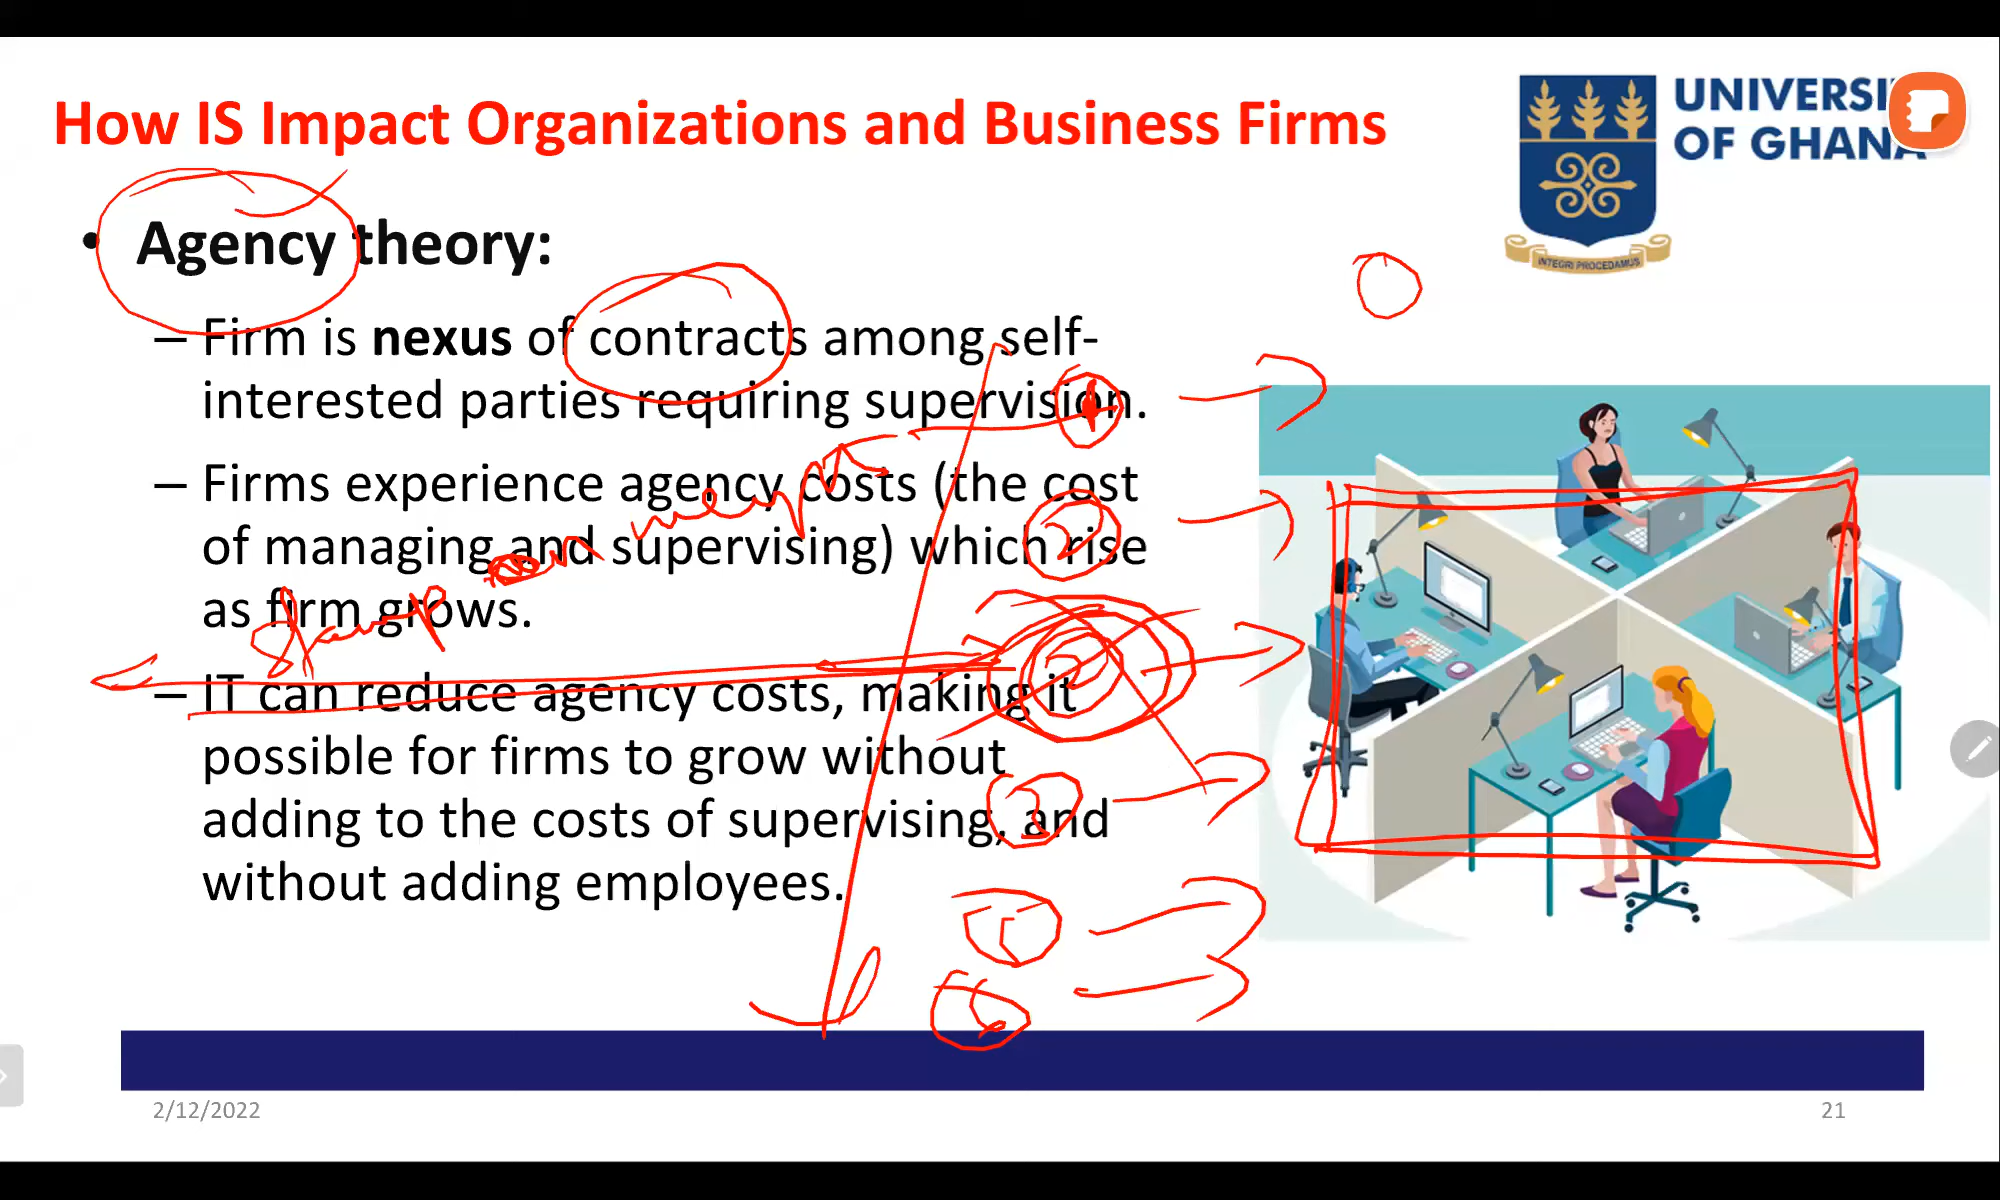 How IS Impact Organizations and Business Firms
UNIVERSI
OF GHANA
INTEGRI PROCEDAMUS
• Agency theory:
– Firm is nexus of contracts among self-
interested parties requiring supervision.
– Firms experience agency costs (the cost
of managing and supervising) which rise
as firm grows.
– IT can reduce agency costs, making it
possible for firms to grow without
adding to the costs of supervising, and
without adding employees.
1
2
2/12/2022
21